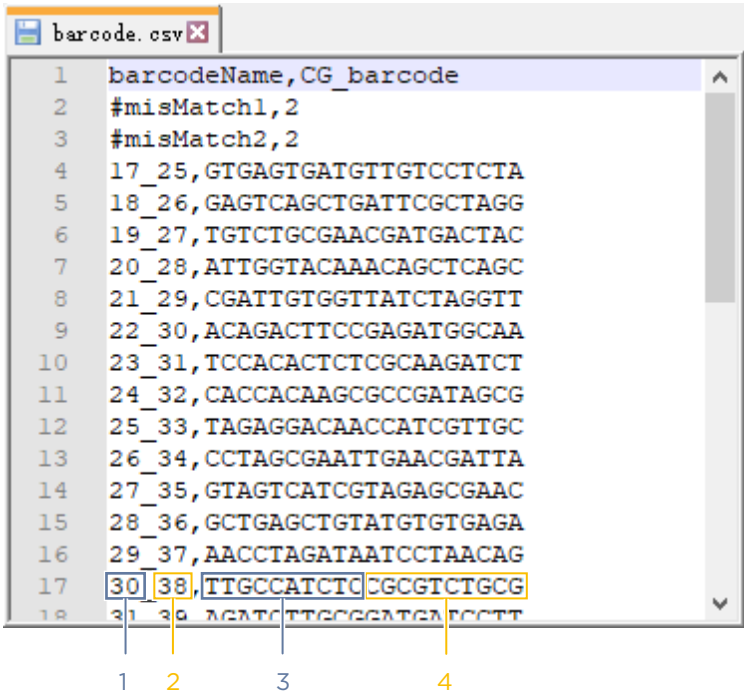 barcode.csv
1 barcodeName,CG_barcode
2 #misMatch1,2
3 #misMatch2,2
4 17_25,GTGAGTGATGTTGTCCTCTA
5 18_26,GAGTCAGCTGATTCGCTAGG
6 19_27,TGTCTGCGAACGATGACTAC
7 20_28,ATTGGTACAAACAGCTCAGC
8 21_29,CGATTGTGGTTATCTAGGTT
9 22_30,ACAGACTTCCGAGATGGCAA
10 23_31,TCCACACTCTCGCAAGATCT
11 24_32,CACCACAAGCGCCGATAGCG
12 25_33,TAGAGGACAACCATCGTTGC
13 26_34,CCTAGCGAATTGAACGATTA
14 27_35,GTAGTCATCGTAGAGCGAAC
15 28_36,GCTGAGCTGTATGTGTGAGA
16 29_37,AACCTAGATAATCCTAACAG
17 30_38,TTGCCATCTCCGCGTCTGCG
18 31_39,AGATCTTGCGGATGATCCTT
1 2 3 4